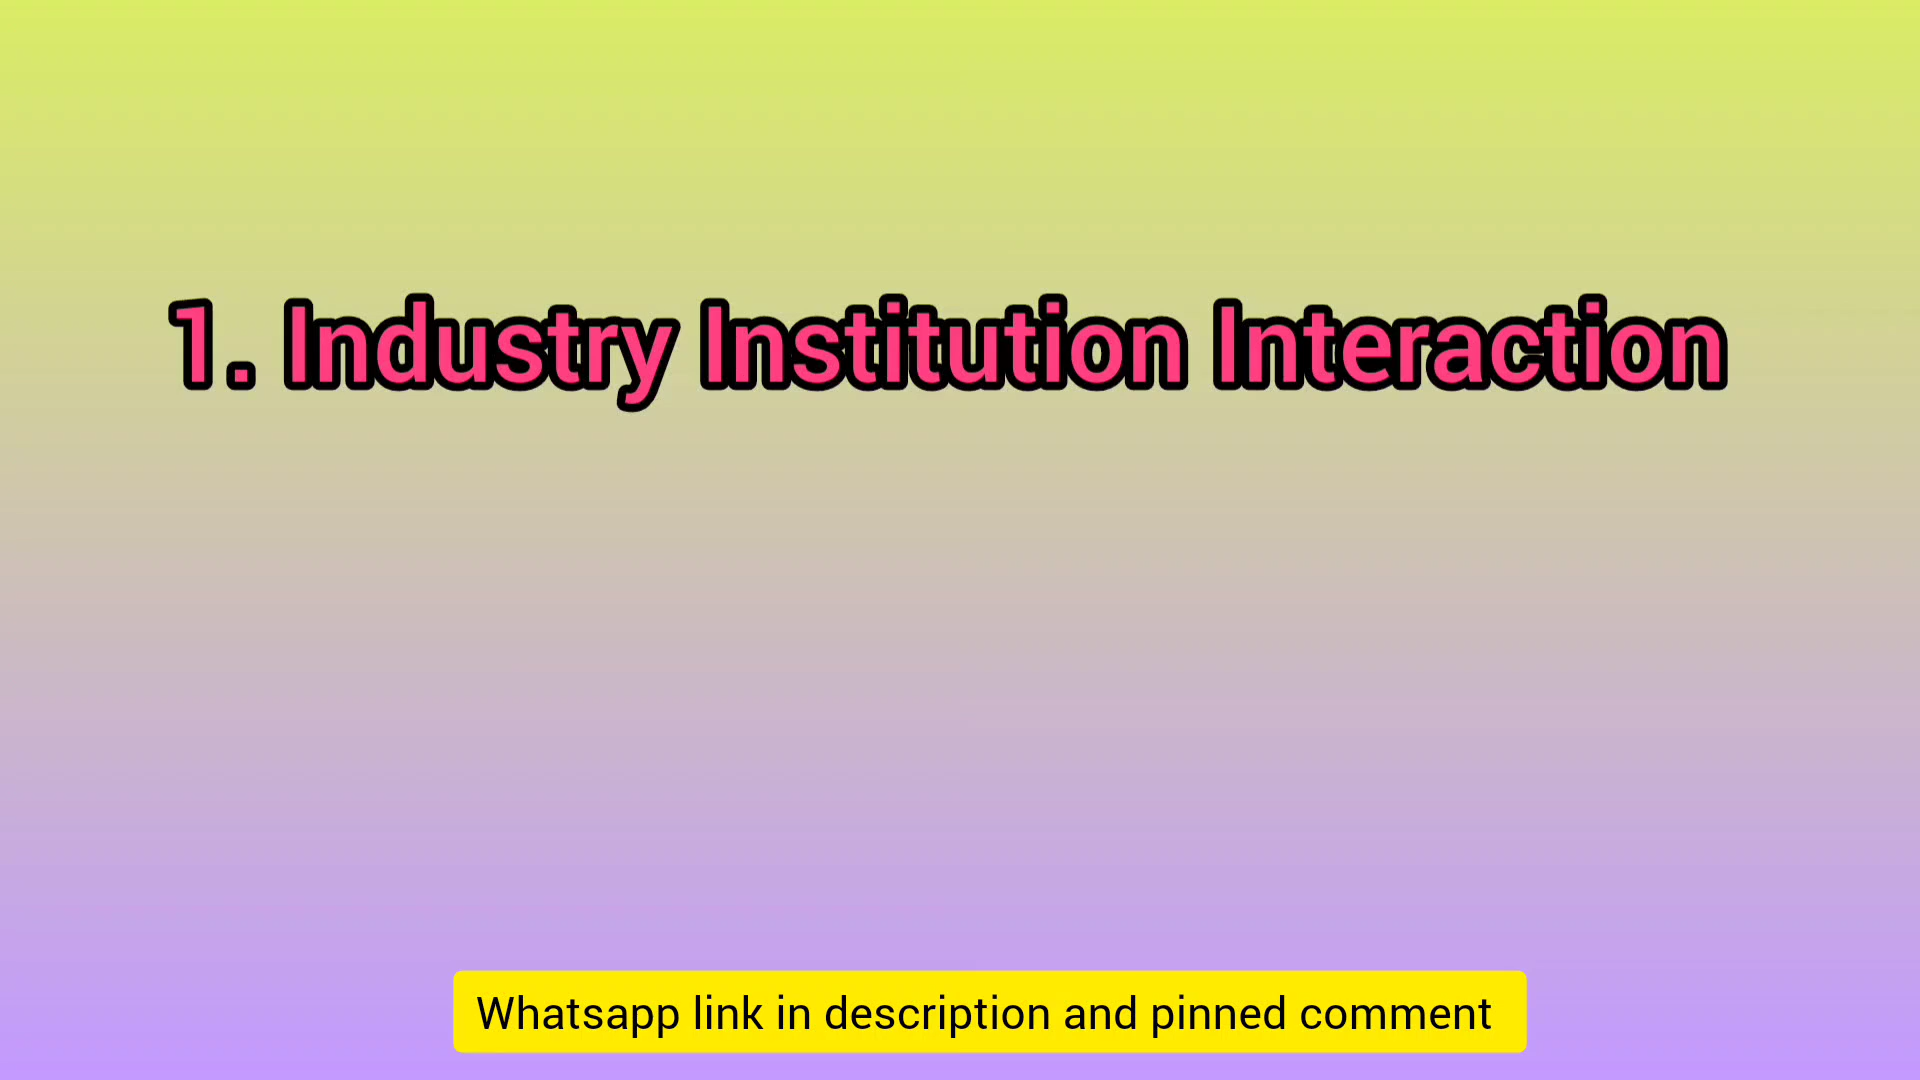 1. Industry Institution Interaction
Whatsapp link in description and pinned comment